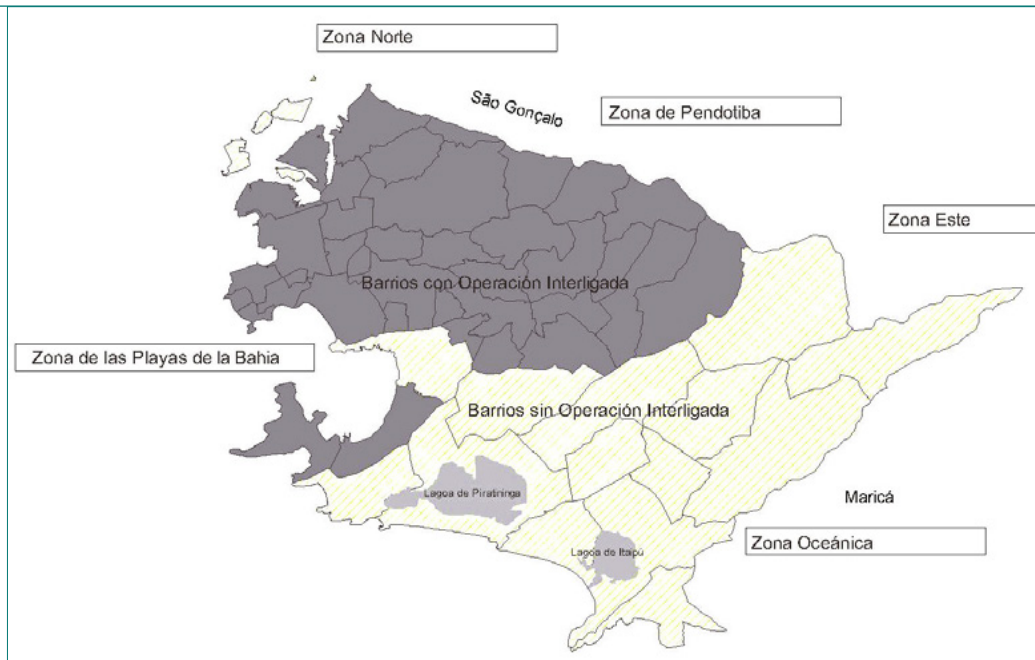 Zona Norte
São Gonçalo
Zona de Pendotiba
Zona Este
Barrios con Operación Interligada
Zona de las Playas de la Bahia
Barrios sin Operación Interligada
Lagoa de Piratininga
Maricá
Zona Oceánica
Lagoa de Itaipú